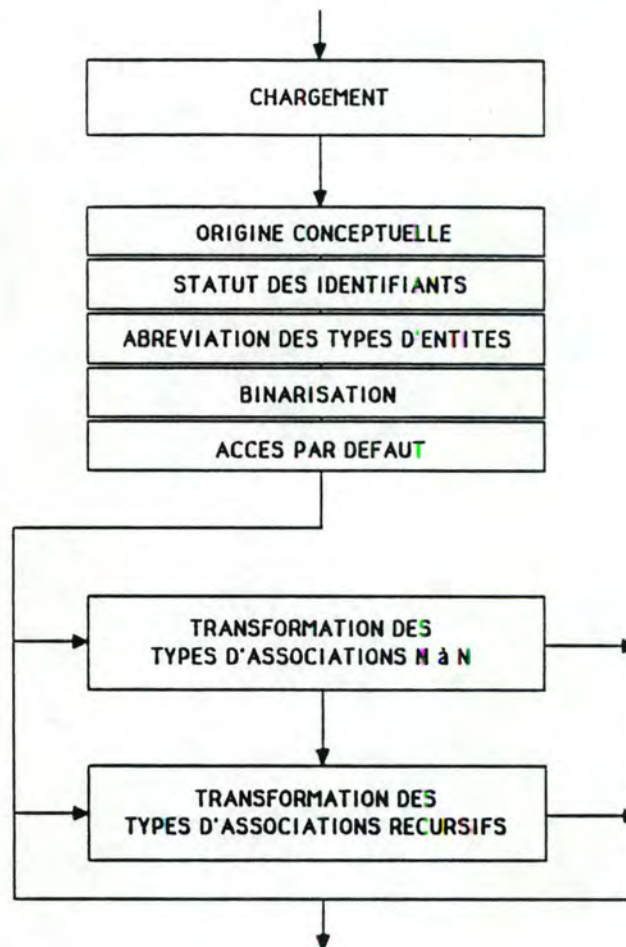 CHARGEMENT
ORIGINE CONCEPTUELLE
STATUT DES IDENTIFIANTS
ABREVIATION DES TYPES D'ENTITES
BINARISATION
ACCES PAR DEFAUT
TRANSFORMATION DES
TYPES D'ASSOCIATIONS N à N
TRANSFORMATION DES
TYPES D'ASSOCIATIONS RECURSIFS